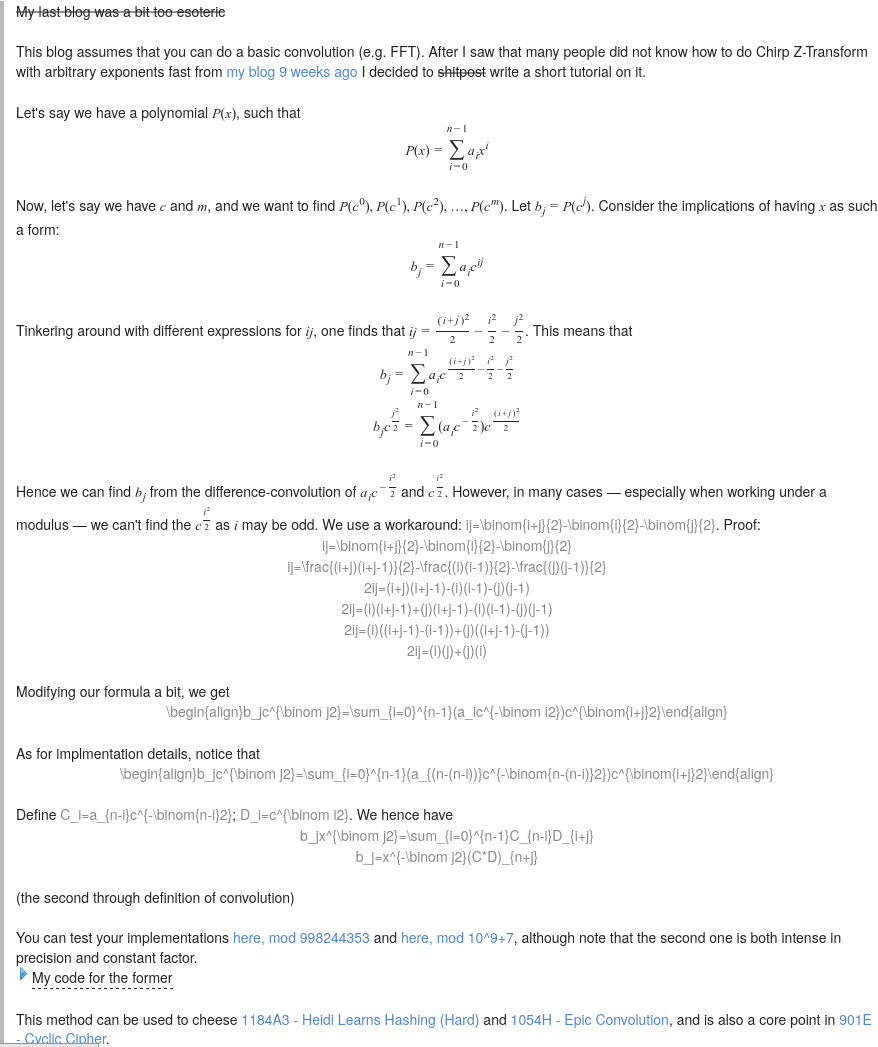 My last blog was a bit too esoteric
This blog assumes that you can do a basic convolution (e.g. FFT). After I saw that many people did not know how to do Chirp Z-Transform
with arbitrary exponents fast from my blog 9 weeks ago I decided to shitpost write a short tutorial on it.
Let's say we have a polynomial P(x), such that
P(x) = \sum_{i=0}^{n-1} a_i x^i
Now, let's say we have c and m, and we want to find P(c^0), P(c^1), P(c^2), …, P(c^m). Let b_j = P(c^j). Consider the implications of having x as such
a form:
b_j = \sum_{i=0}^{n-1} a_i c^{ij}
Tinkering around with different expressions for ij, one finds that ij = \frac{(i+j)^2}{2} - \frac{i^2}{2} - \frac{j^2}{2}. This means that
b_j = \sum_{i=0}^{n-1} a_i c^{\frac{(i+j)^2}{2} - \frac{i^2}{2} - \frac{j^2}{2}}
b_j c^{\frac{j^2}{2}} = \sum_{i=0}^{n-1} (a_i c^{-\frac{i^2}{2}}) c^{\frac{(i+j)^2}{2}}
Hence we can find b_j from the difference-convolution of a_i c^{-\frac{i^2}{2}} and c^{\frac{i^2}{2}}. However, in many cases — especially when working under a
modulus — we can't find the c^{\frac{i^2}{2}} as i may be odd. We use a workaround: ij=\binom{i+j}{2}-\binom{i}{2}-\binom{j}{2}. Proof:
ij=\binom{i+j}{2}-\binom{i}{2}-\binom{j}{2}
ij=\frac{(i+j)(i+j-1)}{2}-\frac{(i)(i-1)}{2}-\frac{(j)(j-1)}{2}
2ij=(i+j)(i+j-1)-(i)(i-1)-(j)(j-1)
2ij=(i)(i+j-1)+(j)(i+j-1)-(i)(i-1)-(j)(j-1)
2ij=(i)((i+j-1)-(i-1))+(j)((i+j-1)-(j-1))
2ij=(i)(j)+(j)(i)
Modifying our formula a bit, we get
\begin{align}b_jc^{\binom j2}=\sum_{i=0}^{n-1}(a_ic^{-\binom i2})c^{\binom{i+j}2}\end{align}
As for implmentation details, notice that
\begin{align}b_jc^{\binom j2}=\sum_{i=0}^{n-1}(a_{(n-(n-i))}c^{-\binom{n-(n-i)}2})c^{\binom{i+j}2}\end{align}
Define C_i=a_{n-i}c^{-\binom{n-i}2}; D_i=c^{\binom i2}. We hence have
b_jx^{\binom j2}=\sum_{i=0}^{n-1}C_{n-i}D_{i+j}
b_j=x^{-\binom j2}(C*D)_{n+j}
(the second through definition of convolution)
You can test your implementations here, mod 998244353 and here, mod 10^9+7, although note that the second one is both intense in
precision and constant factor.
My code for the former
This method can be used to cheese 1184A3 - Heidi Learns Hashing (Hard) and 1054H - Epic Convolution, and is also a core point in 901E
- Cyclic Cipher.